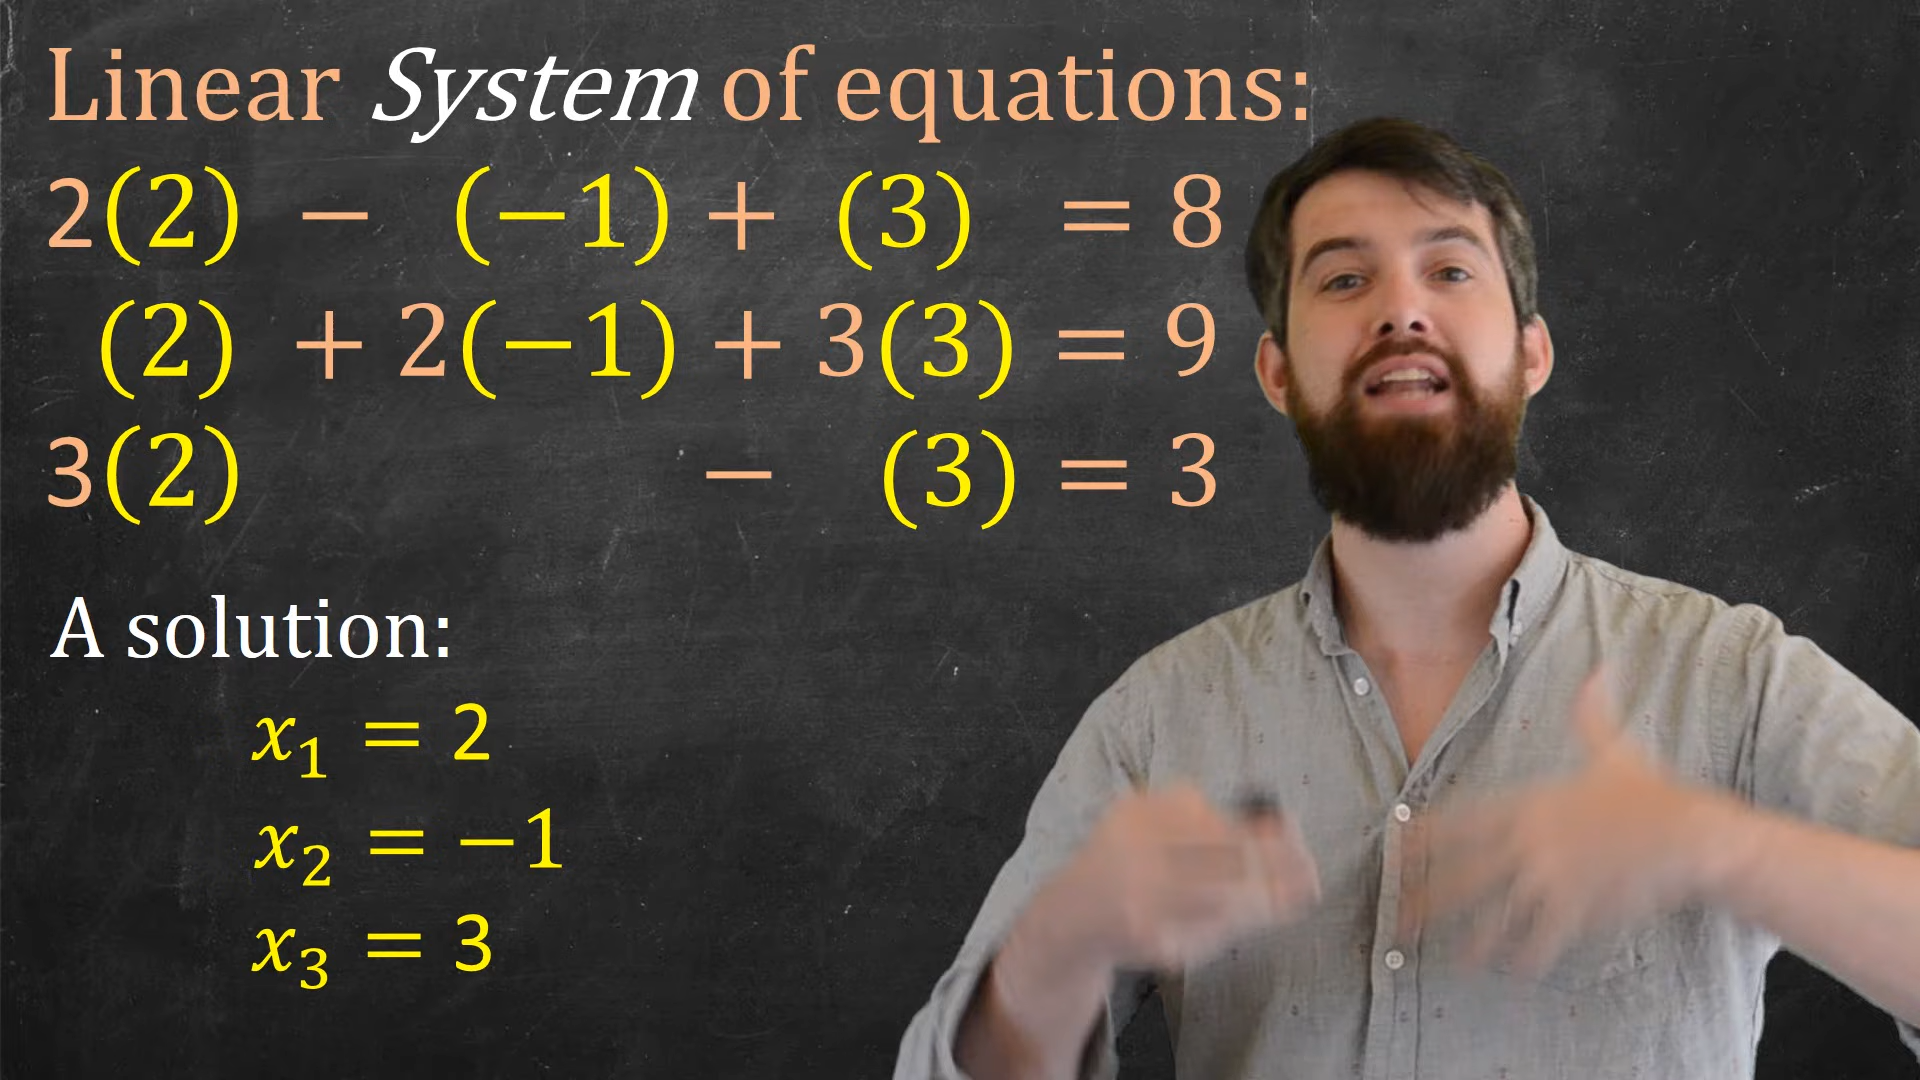 Linear System of equations:
2(2) − (−1) + (3) = 8
(2) + 2(−1) + 3(3) = 9
3(2) − (3) = 3
A solution:
x₁ = 2
x₂ = −1
x₃ = 3